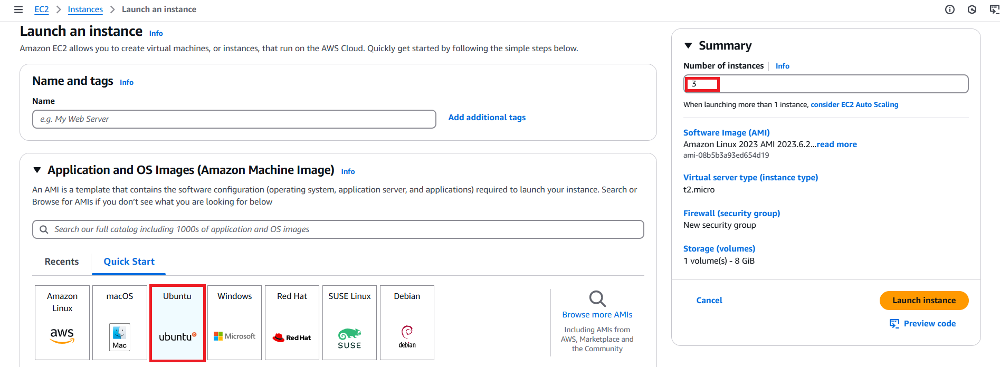 EC2 > Instances > Launch an instance
Launch an instance Info
Amazon EC2 allows you to create virtual machines, or instances, that run on the AWS Cloud. Quickly get started by following the simple steps below.
Name and tags Info
Name
e.g. My Web Server
Add additional tags
Application and OS Images (Amazon Machine Image) Info
An AMI is a template that contains the software configuration (operating system, application server, and applications) required to launch your instance. Search or
Browse for AMIs if you don’t see what you are looking for below
Search our full catalog including 1000s of application and OS images
Recents
Quick Start
Amazon
Linux
aws
macOS
Mac
Ubuntu
ubuntu
Windows
Microsoft
Red Hat
Red Hat
SUSE Linux
SUSE
Debian
debian
Browse more AMIs
Including AMIs from
AWS, Marketplace and
the Community
Summary
Number of instances Info
3
When launching more than 1 instance, consider EC2 Auto Scaling
Software Image (AMI)
Amazon Linux 2023 AMI 2023.6.2...read more
ami-08b5b3a93ed654d19
Virtual server type (instance type)
t2.micro
Firewall (security group)
New security group
Storage (volumes)
1 volume(s) - 8 GiB
Cancel
Launch instance
Preview code